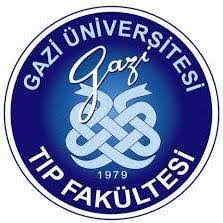 GAZİ ÜNİVERSİTESİ
Gazi
1979
TIP FAKÜLTESİ